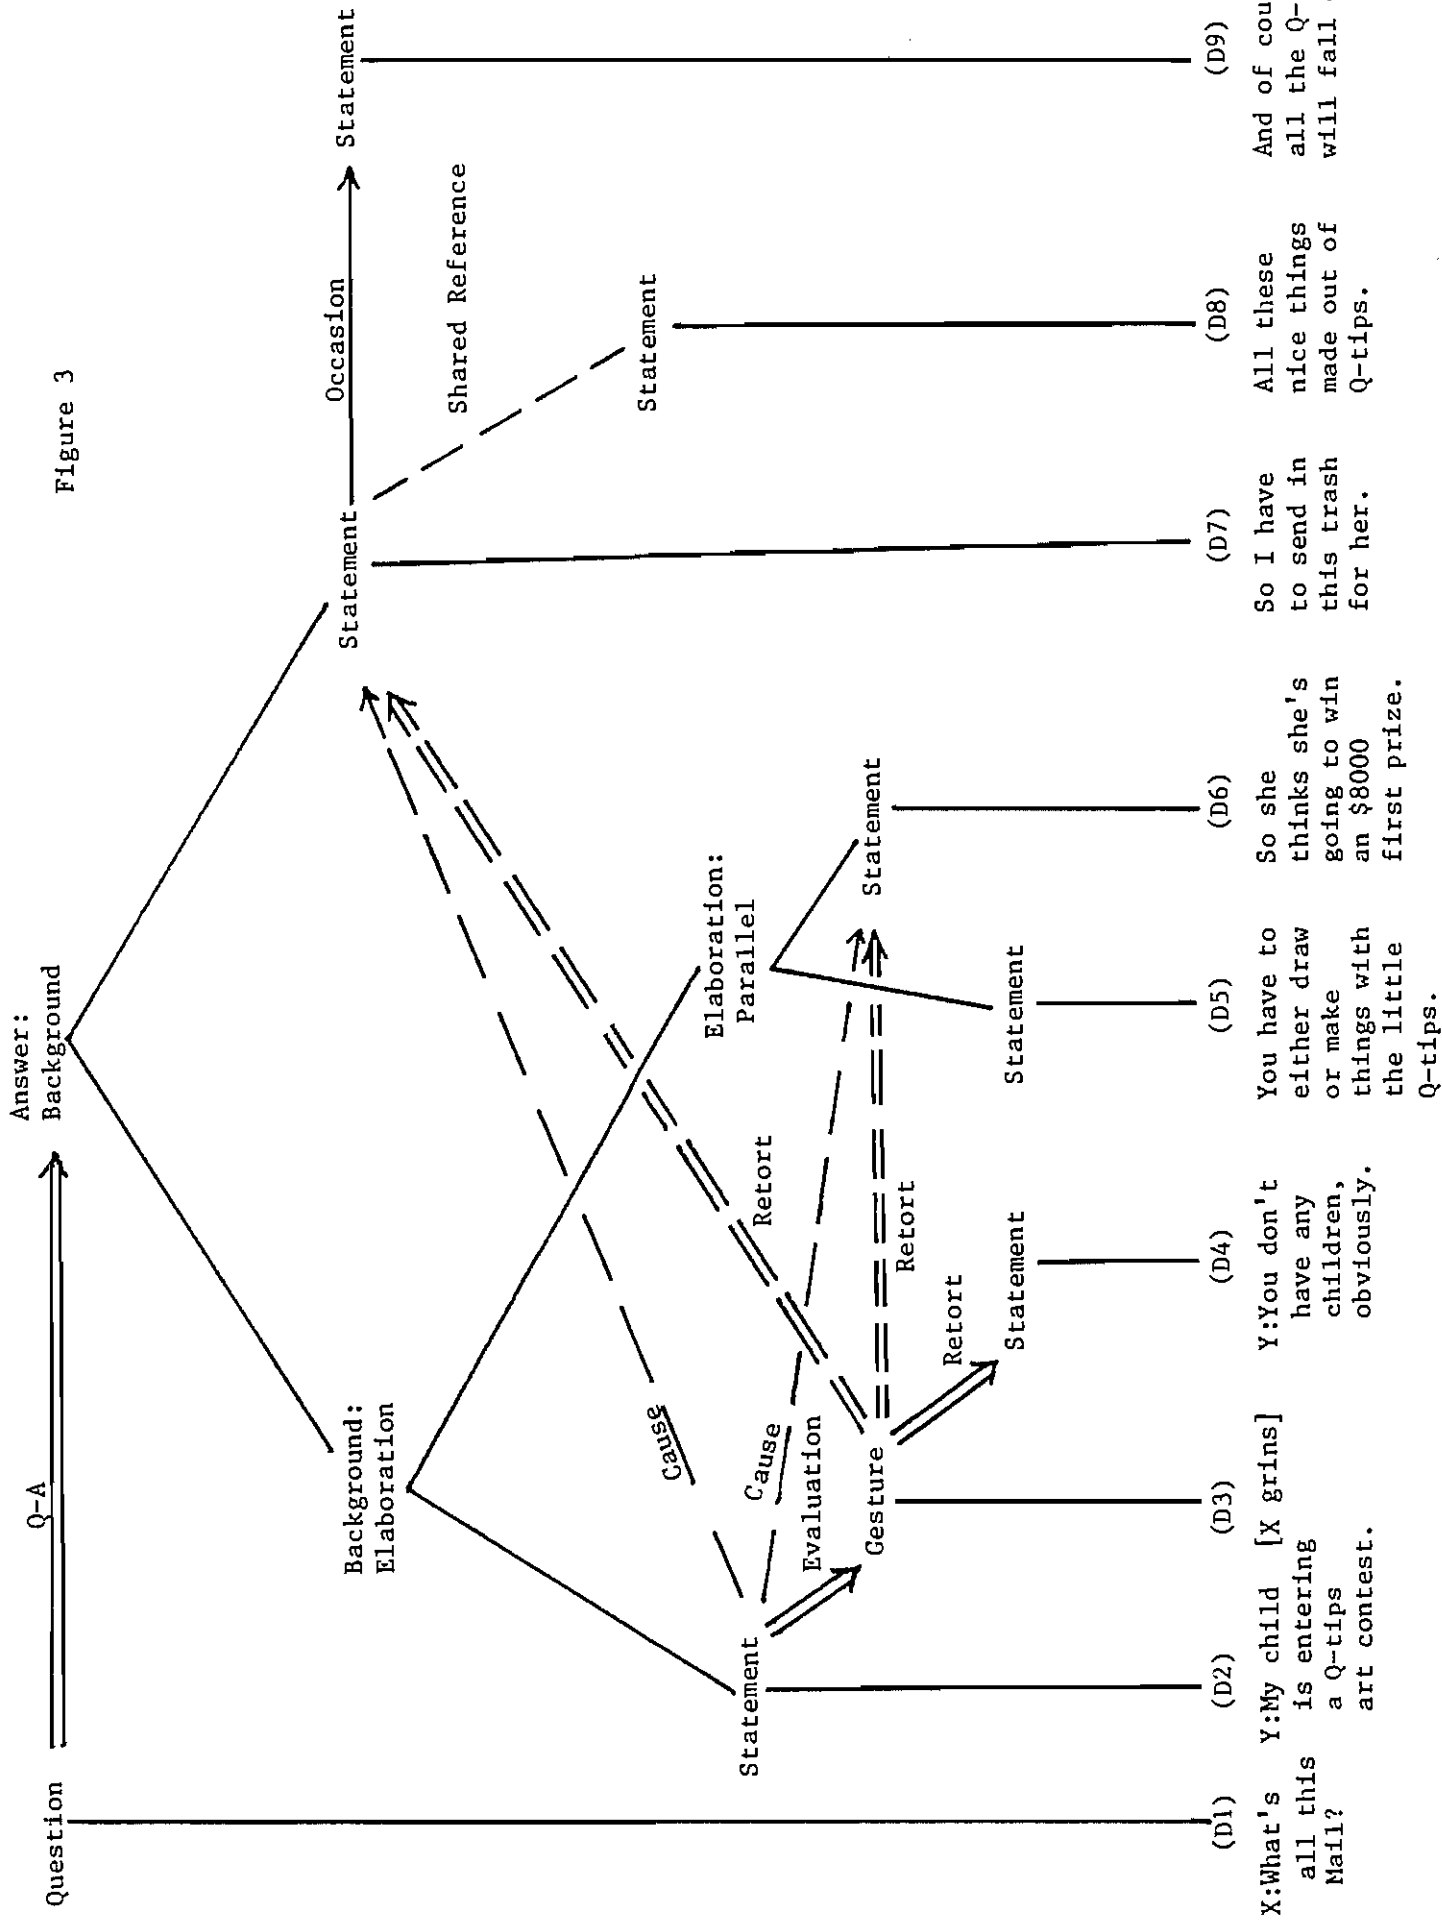 Figure 3
Question
Q-A
Answer:
Background
Background:
Elaboration
Statement
Occasion
Statement
Shared Reference
Statement
Cause
Retort
Elaboration:
Parallel
Statement
Cause
Evaluation
Gesture
Retort
Statement
Retort
Statement
Statement
(D1)
X:What's
all this
Mail?
(D2)
Y:My child
is entering
a Q-tips
art contest.
(D3)
[X grins]
(D4)
Y:You don't
have any
children,
obviously.
(D5)
You have to
either draw
or make
things with
the little
Q-tips.
(D6)
So she
thinks she's
going to win
an $8000
first prize.
(D7)
So I have
to send in
this trash
for her.
(D8)
All these
nice things
made out of
Q-tips.
(D9)
And of cou
all the Q-
will fall